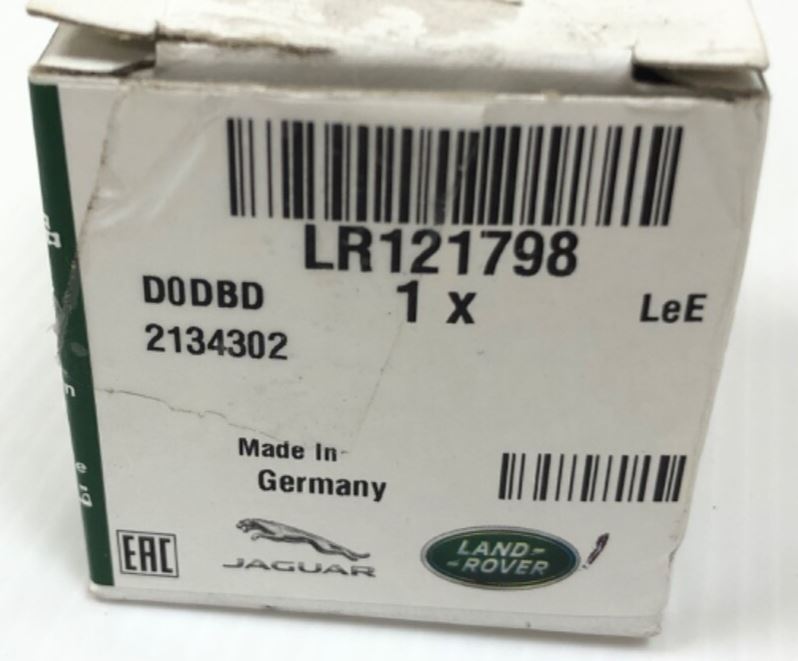 LR121798
D0DBD 1 x LeE
2134302
Made In
Germany
EAC JAGUAR LAND-
-ROVER